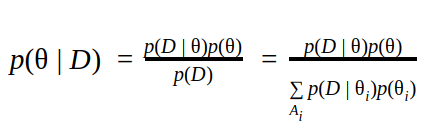 p(θ | D) = p(D | θ)p(θ) / p(D) = p(D | θ)p(θ) / ∑_{A_i} p(D | θ_i)p(θ_i)